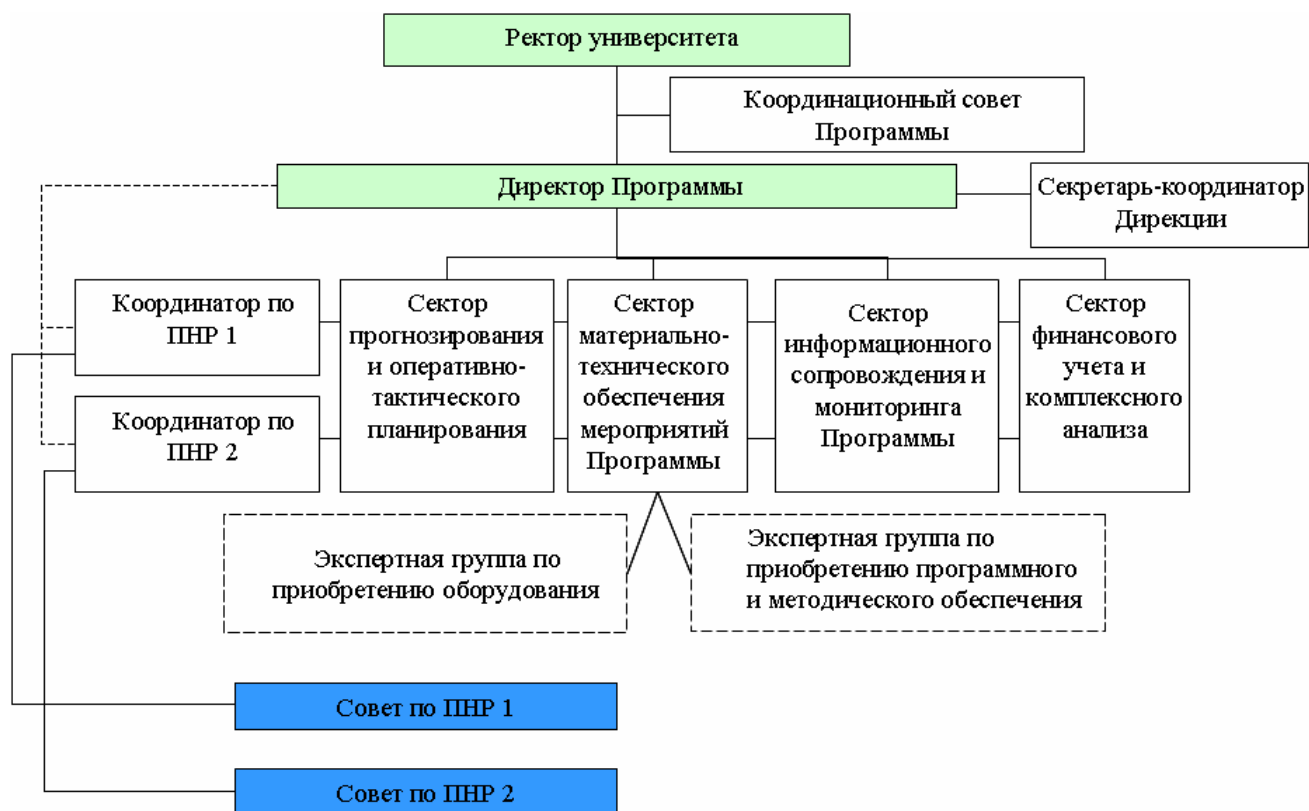 Ректор университета
Координационный совет
Программы
Директор Программы
Секретарь-координатор
Дирекции
Координатор по
ПНР 1
Координатор по
ПНР 2
Сектор
прогнозирования
и оперативно-
тактического
планирования
Сектор
материально-
технического
обеспечения
мероприятий
Программы
Сектор
информационного
сопровождения и
мониторинга
Программы
Сектор
финансового
учета и
комплексного
анализа
Экспертная группа по
приобретению оборудования
Экспертная группа по
приобретению программного
и методического обеспечения
Совет по ПНР 1
Совет по ПНР 2